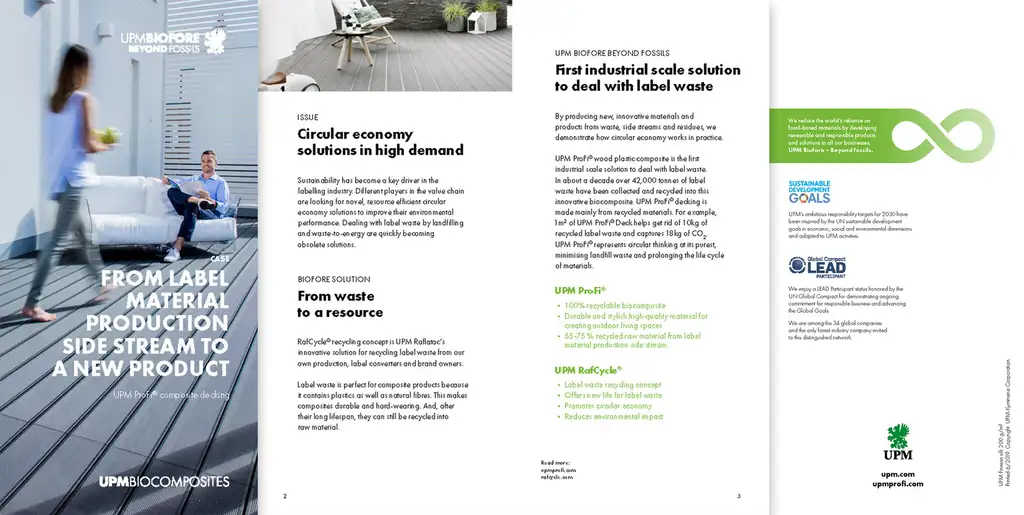 UPMBIOFORE
BEYOND FOSSILS
CASE
FROM LABEL
MATERIAL
PRODUCTION
SIDE STREAM TO
A NEW PRODUCT
UPM ProFi® composite decking
UPMBIOCOMPOSITES
ISSUE
Circular economy
solutions in high demand
Sustainability has become a key driver in the
labelling industry. Different players in the value chain
are looking for novel, resource efficient circular
economy solutions to improve their environmental
performance. Dealing with label waste by landfilling
and waste-to-energy are quickly becoming
obsolete solutions.
BIOFORE SOLUTION
From waste
to a resource
RafCycle® recycling concept is UPM Raflatac's
innovative solution for recycling label waste from our
own production, label converters and brand owners.
Label waste is perfect for composite products because
it contains plastics as well as natural fibres. This makes
composites durable and hard-wearing. And, after
their long lifespan, they can still be recycled into
raw material.
2
UPM BIOFORE BEYOND FOSSILS
First industrial scale solution
to deal with label waste
By producing new, innovative materials and
products from waste, side streams and residues, we
demonstrate how circular economy works in practice.
UPM ProFi® wood plastic composite is the first
industrial scale solution to deal with label waste.
In about a decade over 42,000 tonnes of label
waste have been collected and recycled into this
innovative biocomposite. UPM ProFi® decking is
made mainly from recycled materials. For example,
1m² of UPM ProFi® Deck helps get rid of 10kg of
recycled label waste and captures 18kg of CO₂.
UPM ProFi® represents circular thinking at its purest,
minimising landfill waste and prolonging the life cycle
of materials.
UPM ProFi®
• 100% recyclable biocomposite
• Durable and stylish high-quality material for
creating outdoor living spaces
• 55-75% recycled raw material from label
material production side stream
UPM RafCycle®
• Label waste recycling concept
• Offers new life for label waste
• Promotes circular economy
• Reduces environmental impact
Read more:
upmprofi.com
rafcycle.com
3
We reduce the world's reliance on
fossil-based materials by developing
renewable and responsible products
and solutions in all our businesses.
UPM Biofore – Beyond fossils.
SUSTAINABLE
DEVELOPMENT
GOALS
UPM's ambitious responsibility targets for 2030 have
been inspired by the UN sustainable development
goals in economic, social and environmental dimensions
and adapted to UPM activities.
Global Compact
LEAD
PARTICIPANT
We enjoy a LEAD Participant status honored by the
UN Global Compact for demonstrating ongoing
commitment for responsible business and advancing
the Global Goals.
We are among the 34 global companies
and the only forest industry company invited
to this distinguished network.
UPM
upm.com
upmprofi.com
UPM Finesse silk 200 g/m²
Printed 6/2019 Copyright: UPM-Kymmene Corporation